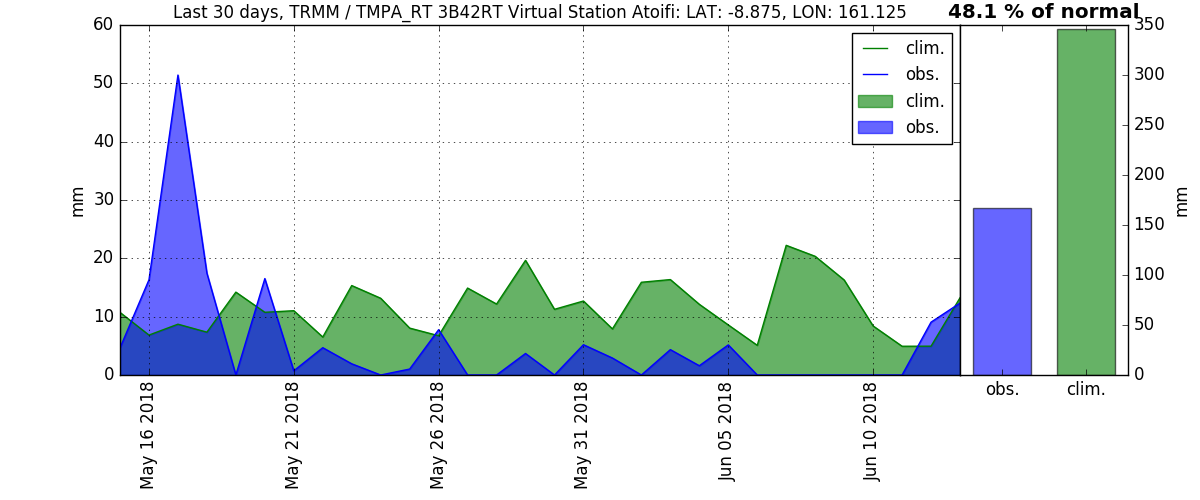 Last 30 days, TRMM / TMPA_RT 3B42RT Virtual Station Atoifi: LAT: -8.875, LON: 161.125
48.1 % of normal
60
50
40
30
20
10
0
mm
clim.
obs.
clim.
obs.
May 16 2018
May 21 2018
May 26 2018
May 31 2018
Jun 05 2018
Jun 10 2018
350
300
250
200
150
100
50
0
mm
obs.
clim.